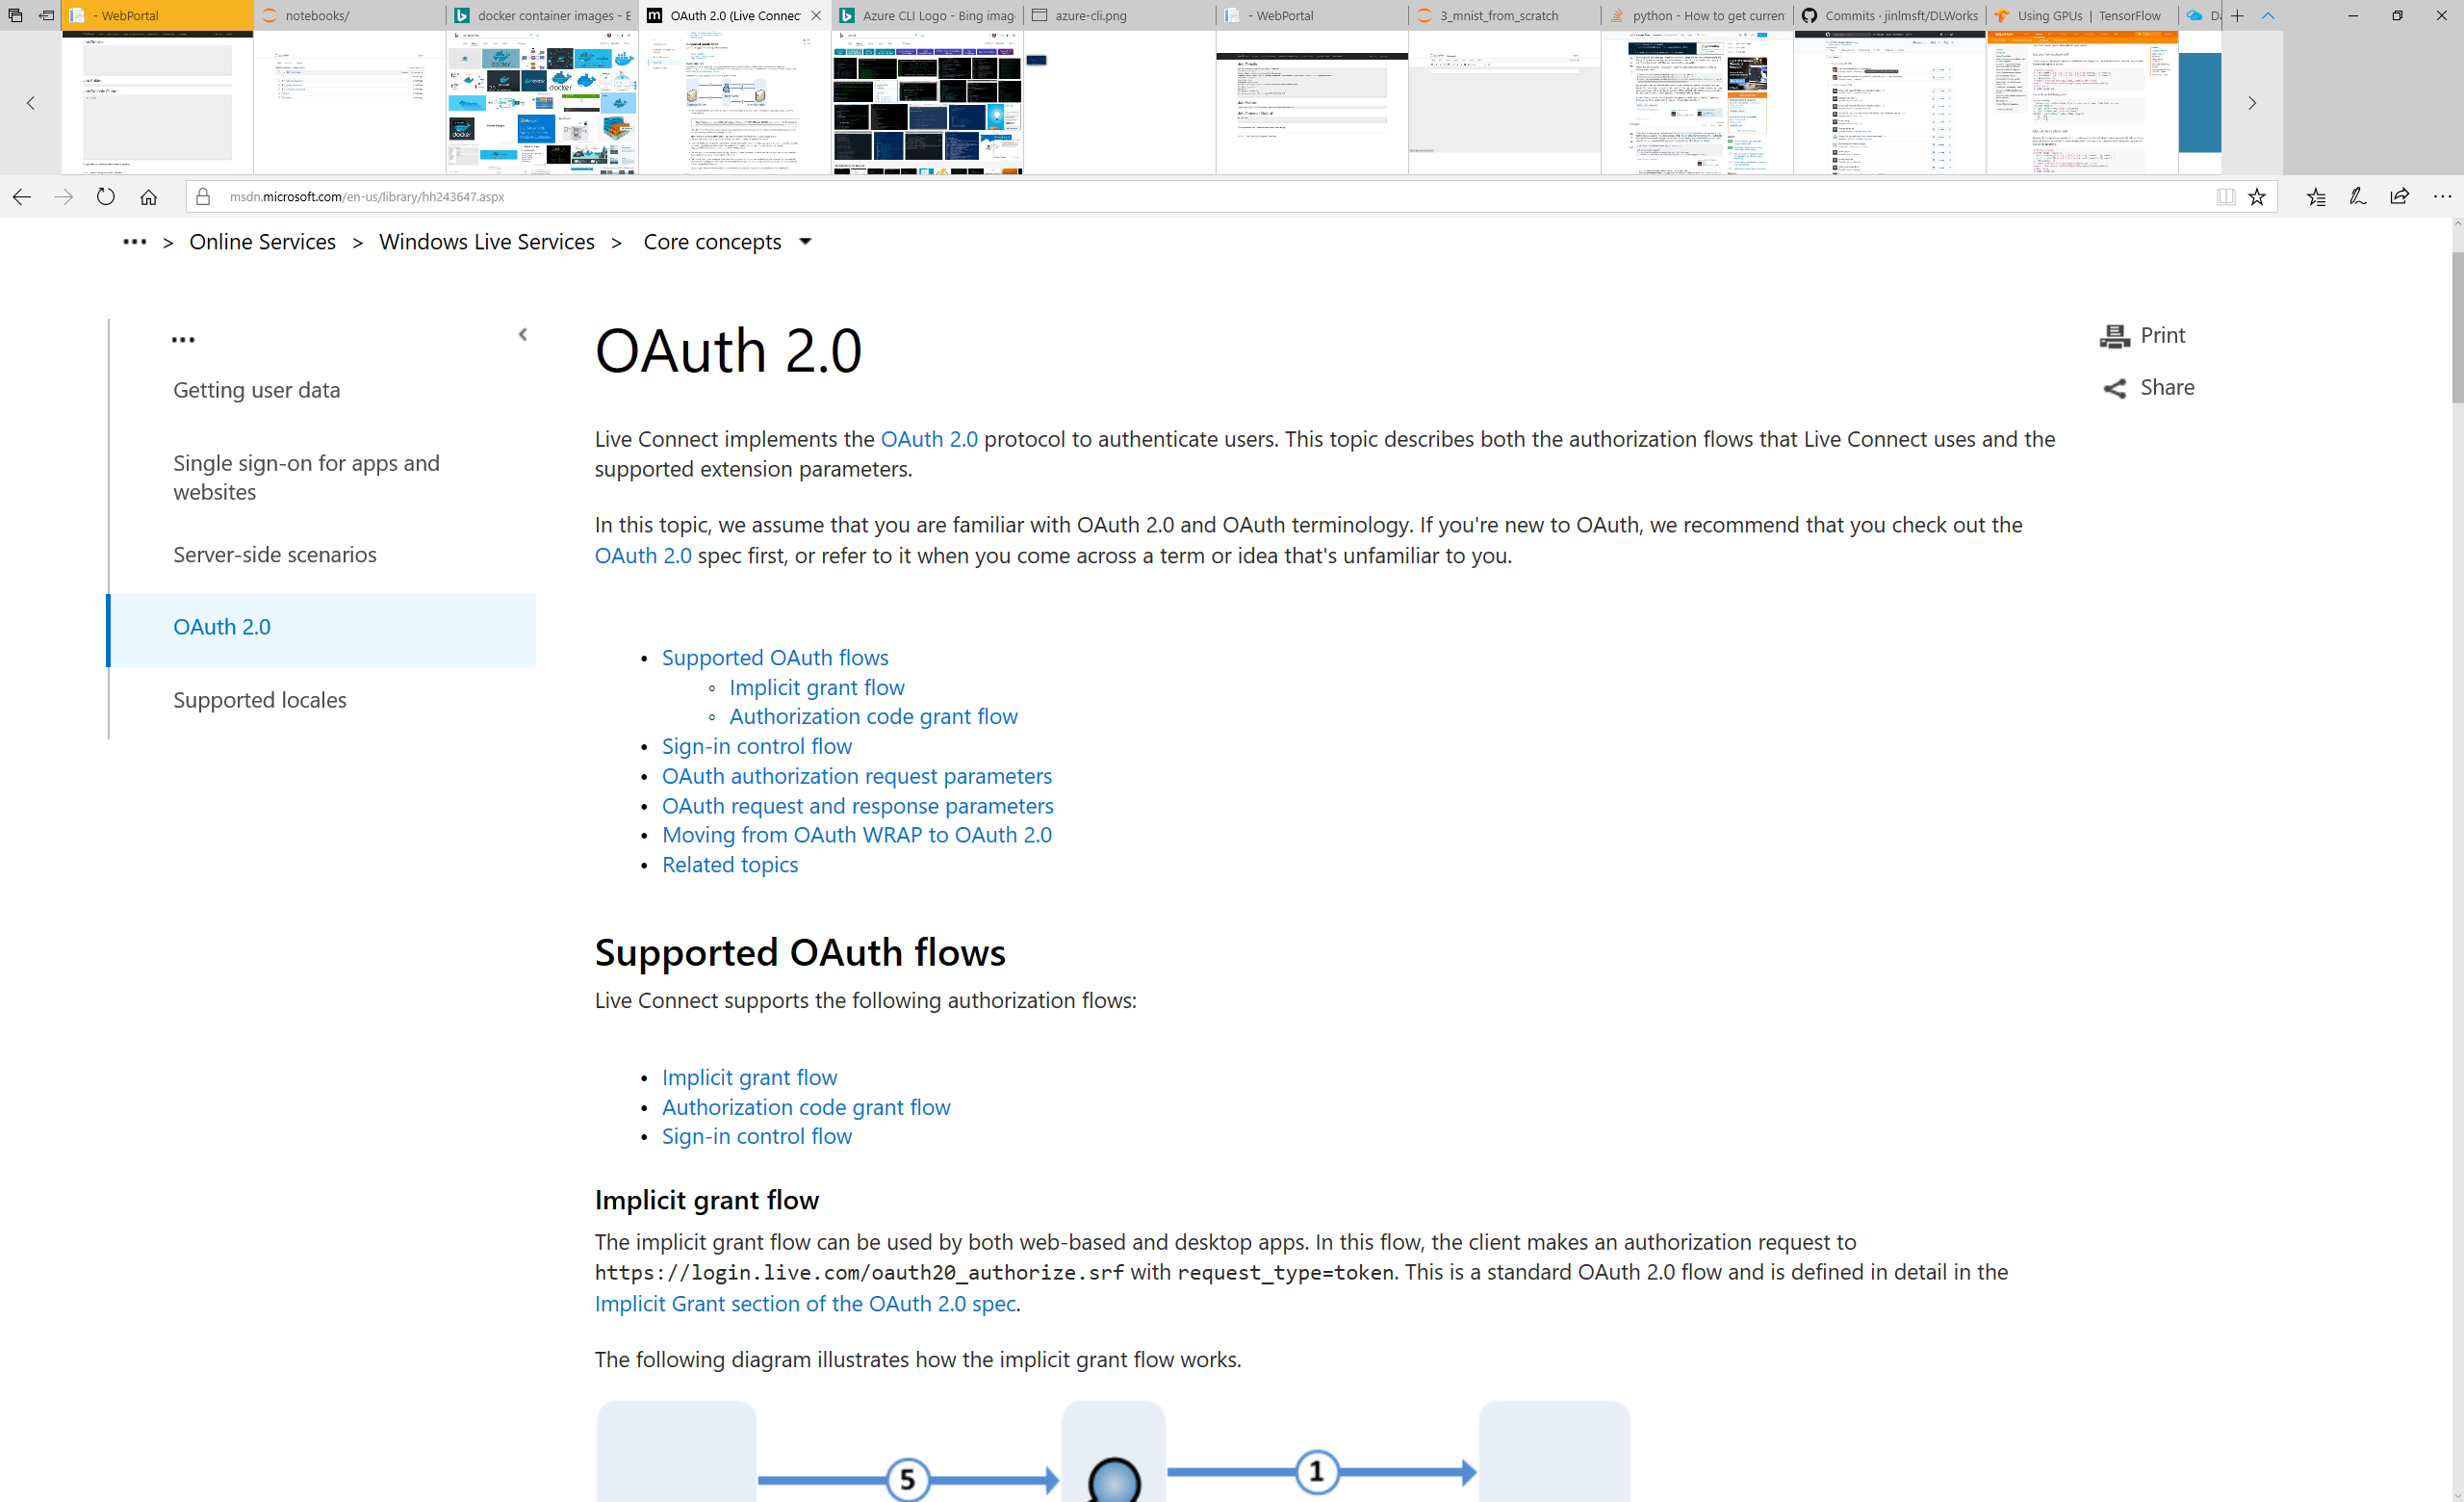 - WebPortal
notebooks/
docker container images - E
OAuth 2.0 (Live Connec
Azure CLI Logo - Bing imag
azure-cli.png
- WebPortal
3_mnist_from_scratch
python - How to get curren
Commits · jinlmsft/DLWorks
Using GPUs | TensorFlow
msdn.microsoft.com/en-us/library/hh243647.aspx
••• > Online Services > Windows Live Services > Core concepts
•••
Getting user data
Single sign-on for apps and
websites
Server-side scenarios
OAuth 2.0
Supported locales
OAuth 2.0
Print
Share
Live Connect implements the OAuth 2.0 protocol to authenticate users. This topic describes both the authorization flows that Live Connect uses and the
supported extension parameters.
In this topic, we assume that you are familiar with OAuth 2.0 and OAuth terminology. If you're new to OAuth, we recommend that you check out the
OAuth 2.0 spec first, or refer to it when you come across a term or idea that's unfamiliar to you.
• Supported OAuth flows
◦ Implicit grant flow
◦ Authorization code grant flow
• Sign-in control flow
• OAuth authorization request parameters
• OAuth request and response parameters
• Moving from OAuth WRAP to OAuth 2.0
• Related topics
Supported OAuth flows
Live Connect supports the following authorization flows:
• Implicit grant flow
• Authorization code grant flow
• Sign-in control flow
Implicit grant flow
The implicit grant flow can be used by both web-based and desktop apps. In this flow, the client makes an authorization request to
https://login.live.com/oauth20_authorize.srf with request_type=token. This is a standard OAuth 2.0 flow and is defined in detail in the
Implicit Grant section of the OAuth 2.0 spec.
The following diagram illustrates how the implicit grant flow works.
5
1